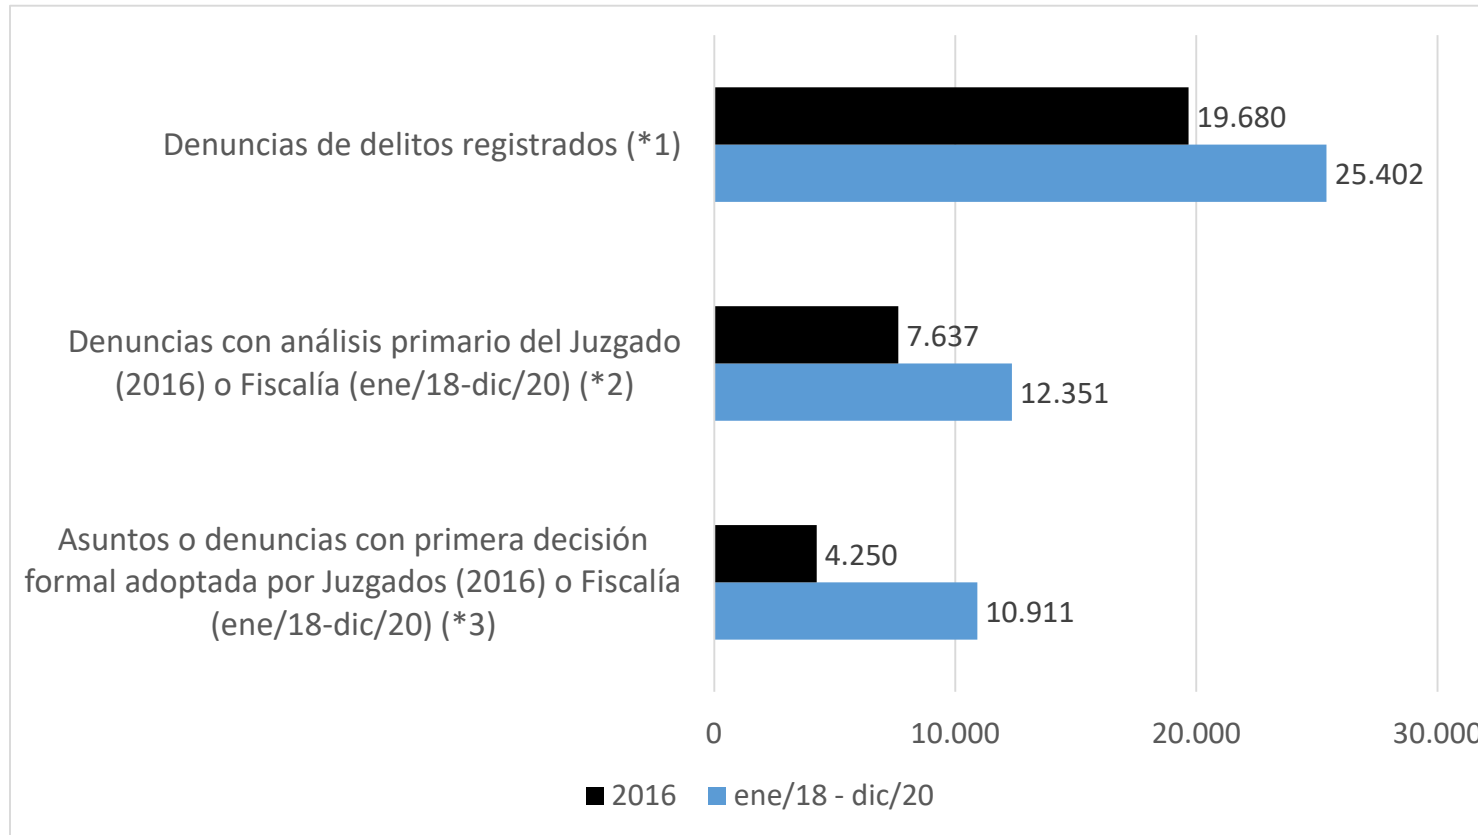 Denuncias de delitos registrados (*1)
19.680
25.402
Denuncias con análisis primario del Juzgado
(2016) o Fiscalía (ene/18-dic/20) (*2)
7.637
12.351
Asuntos o denuncias con primera decisión
formal adoptada por Juzgados (2016) o Fiscalía
(ene/18-dic/20) (*3)
4.250
10.911
0 10.000 20.000 30.000
2016 ene/18 - dic/20